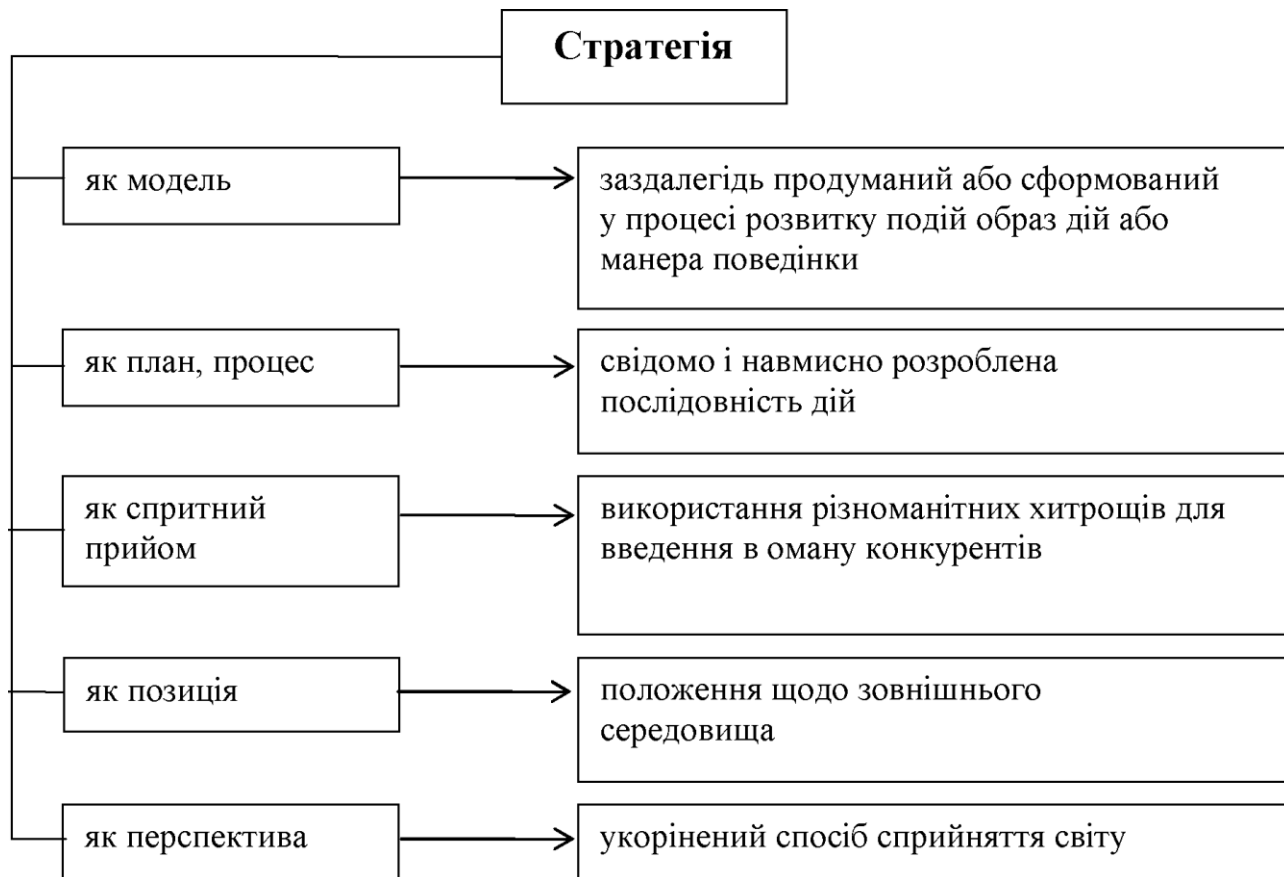 Стратегія
як модель
заздалегідь продуманий або сформований
у процесі розвитку подій образ дій або
манера поведінки
як план, процес
свідомо і навмисно розроблена
послідовність дій
як спритний
прийом
використання різноманітних хитрощів для
введення в оману конкурентів
як позиція
положення щодо зовнішнього
середовища
як перспектива
укорінений спосіб сприйняття світу